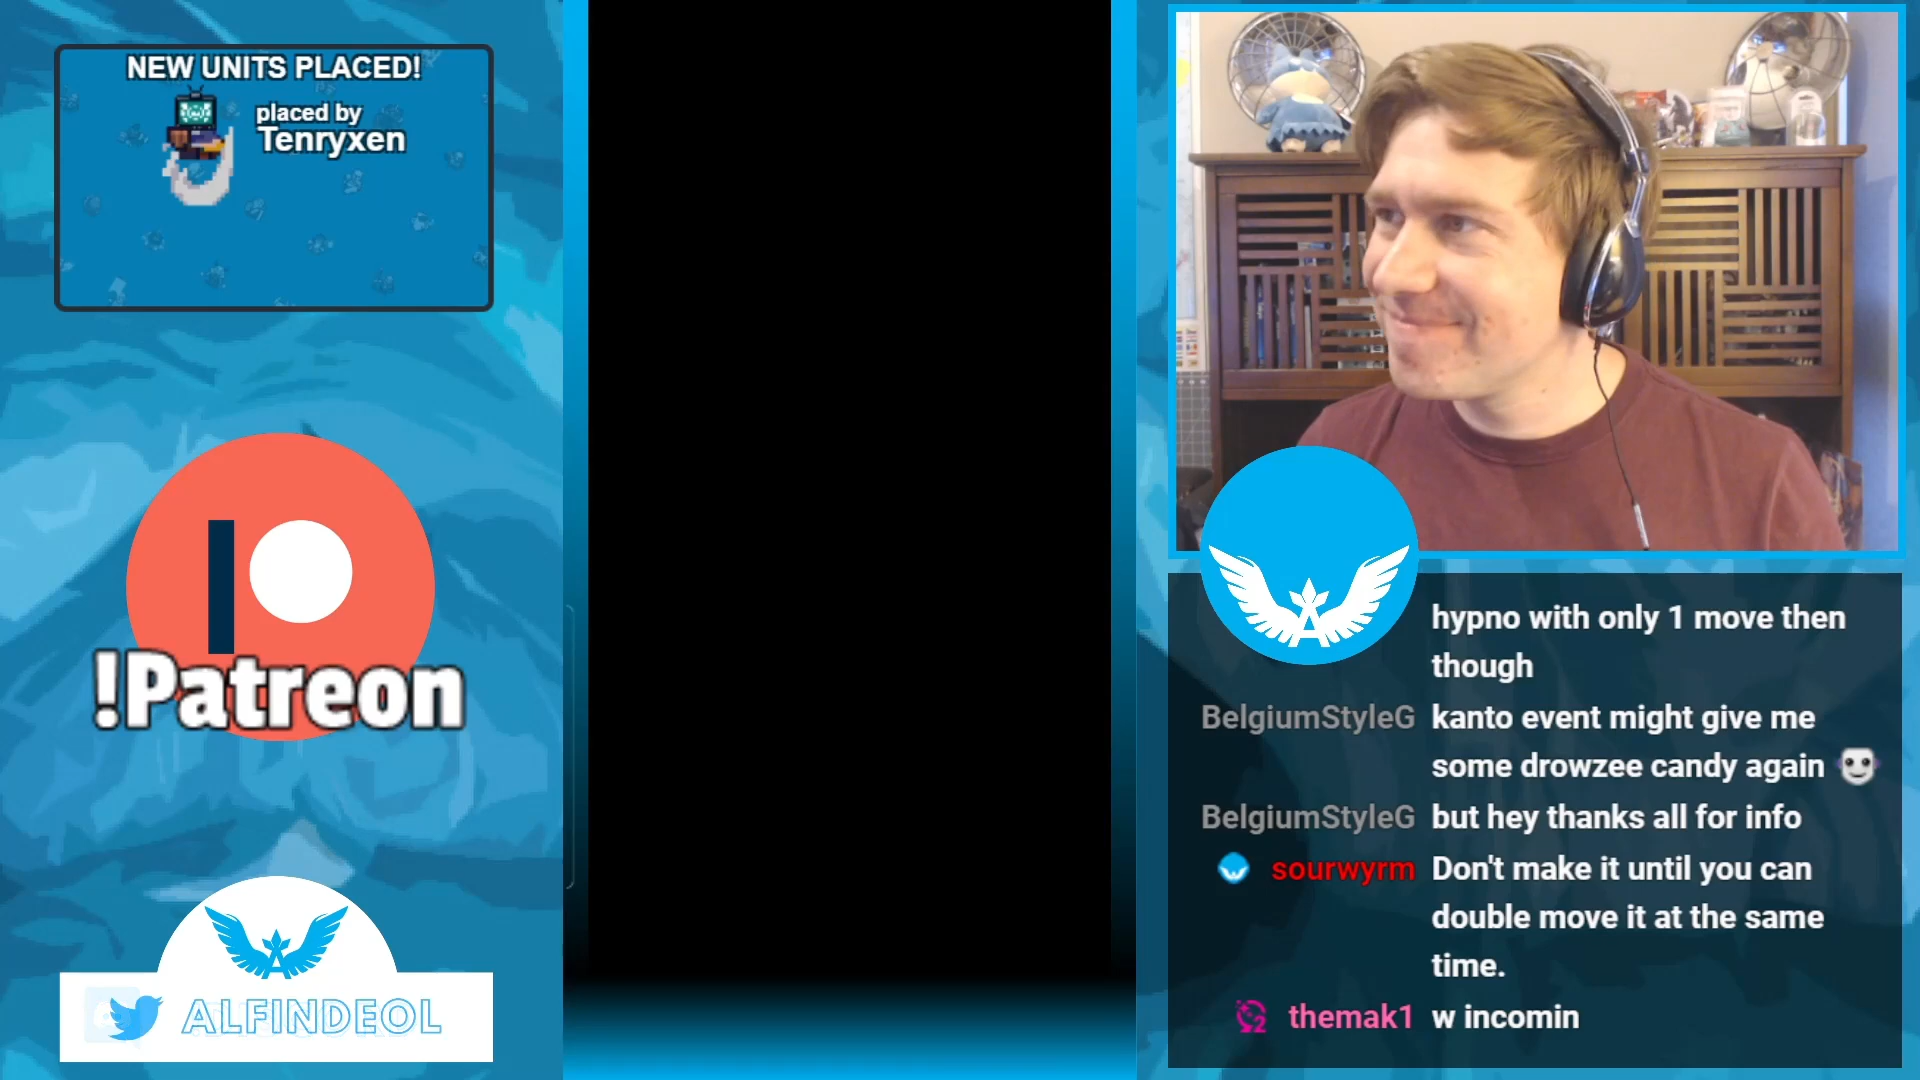 NEW UNITS PLACED!
placed by
Tenryxen
!Patreon
ALFINDEOL
hypno with only 1 move then
though
BelgiumStyleG kanto event might give me
some drowzee candy again
BelgiumStyleG but hey thanks all for info
sourwyrm Don't make it until you can
double move it at the same
time.
themak1 w incomin